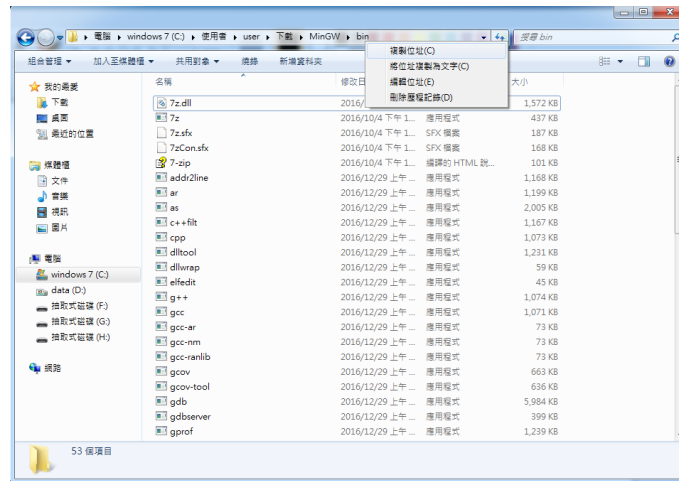 電腦 ▸ windows 7 (C:) ▸ 使用者 ▸ user ▸ 下載 ▸ MinGW ▸ bin
搜尋 bin
組合管理 加入至媒體櫃 共用對象 燒錄 新增資料夾
複製位址(C)
將位址複製為文字(C)
編輯位址(E)
刪除歷程記錄(D)
我的最愛
下載
桌面
最近的位置
媒體櫃
文件
音樂
視訊
圖片
電腦
windows 7 (C:)
data (D:)
抽取式磁碟 (F:)
抽取式磁碟 (G:)
抽取式磁碟 (H:)
網路
名稱 修改日 大小
7z.dll 2016/ 1,572 KB
7z 2016/10/4 下午 1... 應用程式 437 KB
7z.sfx 2016/10/4 下午 1... SFX 檔案 187 KB
7zCon.sfx 2016/10/4 下午 1... SFX 檔案 168 KB
7-zip 2016/10/4 下午 1... 編譯的 HTML 說... 101 KB
addr2line 2016/12/29 上午 ... 應用程式 1,168 KB
ar 2016/12/29 上午 ... 應用程式 1,199 KB
as 2016/12/29 上午 ... 應用程式 2,005 KB
c++filt 2016/12/29 上午 ... 應用程式 1,167 KB
cpp 2016/12/29 上午 ... 應用程式 1,073 KB
dlltool 2016/12/29 上午 ... 應用程式 1,231 KB
dllwrap 2016/12/29 上午 ... 應用程式 59 KB
elfedit 2016/12/29 上午 ... 應用程式 45 KB
g++ 2016/12/29 上午 ... 應用程式 1,074 KB
gcc 2016/12/29 上午 ... 應用程式 1,071 KB
gcc-ar 2016/12/29 上午 ... 應用程式 73 KB
gcc-nm 2016/12/29 上午 ... 應用程式 73 KB
gcc-ranlib 2016/12/29 上午 ... 應用程式 73 KB
gcov 2016/12/29 上午 ... 應用程式 663 KB
gcov-tool 2016/12/29 上午 ... 應用程式 636 KB
gdb 2016/12/29 上午 ... 應用程式 5,984 KB
gdbserver 2016/12/29 上午 ... 應用程式 399 KB
gprof 2016/12/29 上午 ... 應用程式 1,239 KB
53 個項目